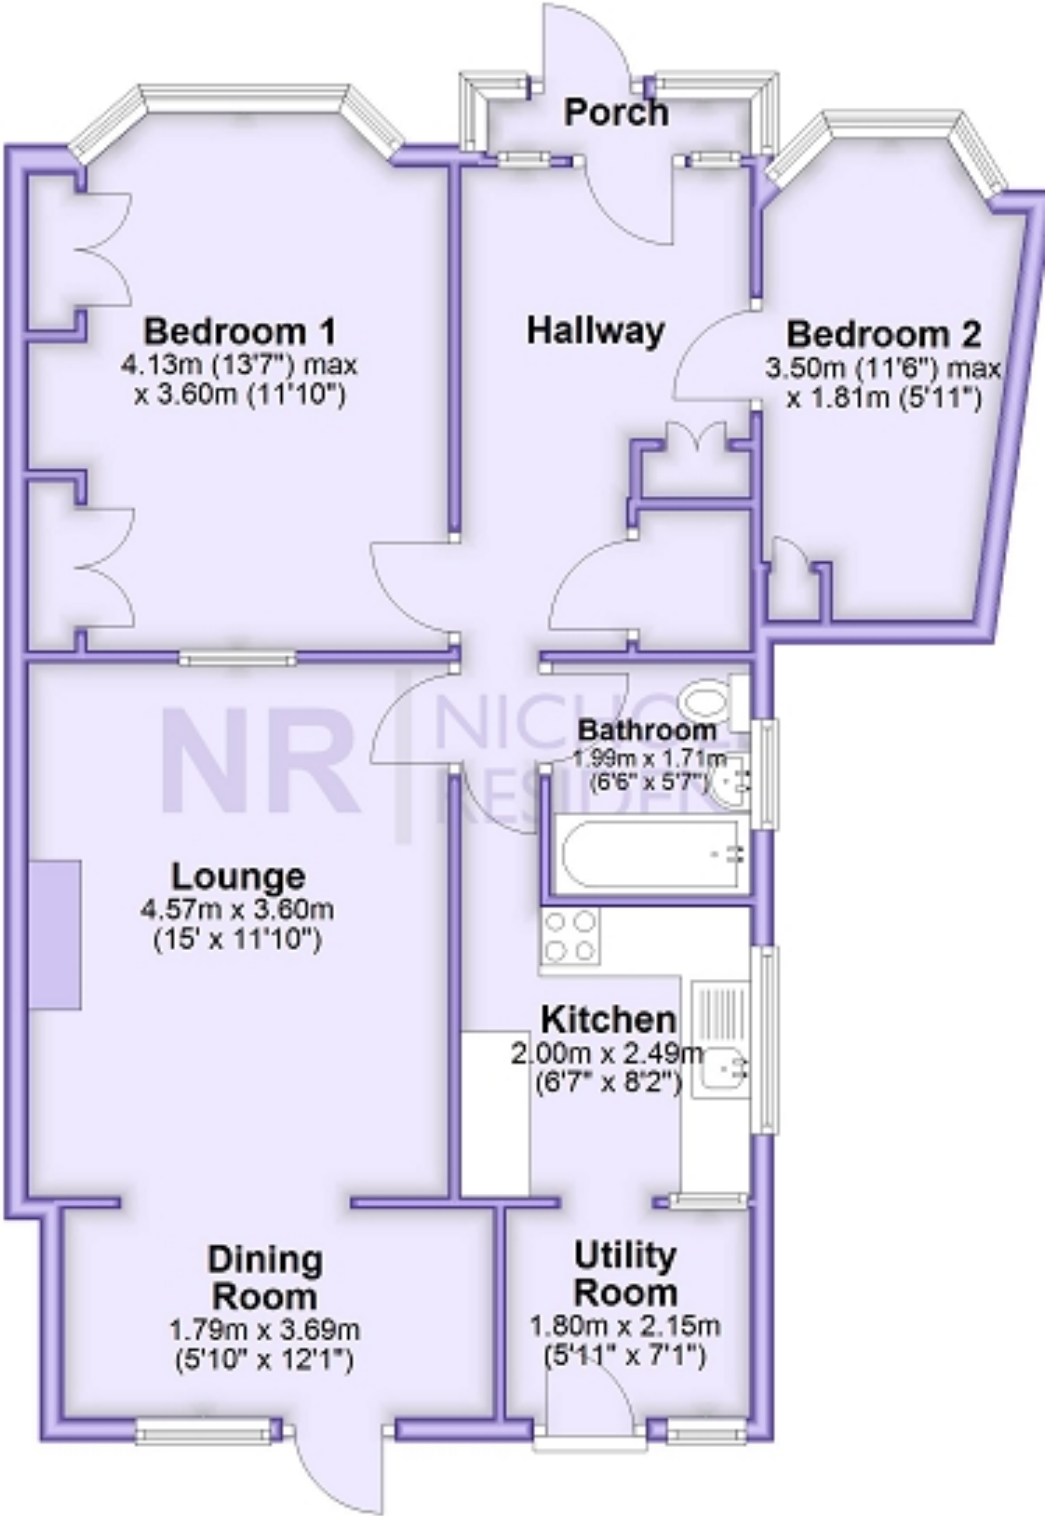 Porch
Bedroom 1
4.13m (13'7") max
x 3.60m (11'10")
Hallway
Bedroom 2
3.50m (11'6") max
x 1.81m (5'11")
NR
Bathroom
1.99m x 1.71m
(6'6" x 5'7")
Lounge
4.57m x 3.60m
(15' x 11'10")
Kitchen
2.00m x 2.49m
(6'7" x 8'2")
Dining
Room
1.79m x 3.69m
(5'10" x 12'1")
Utility
Room
1.80m x 2.15m
(5'11" x 7'1")